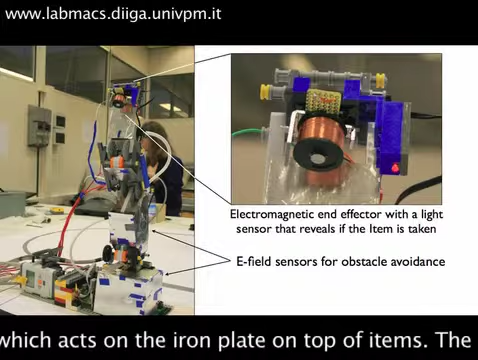 www.labmacs.diiga.univpm.it
Electromagnetic end effector with a light
sensor that reveals if the Item is taken
E-field sensors for obstacle avoidance
which acts on the iron plate on top of items. The